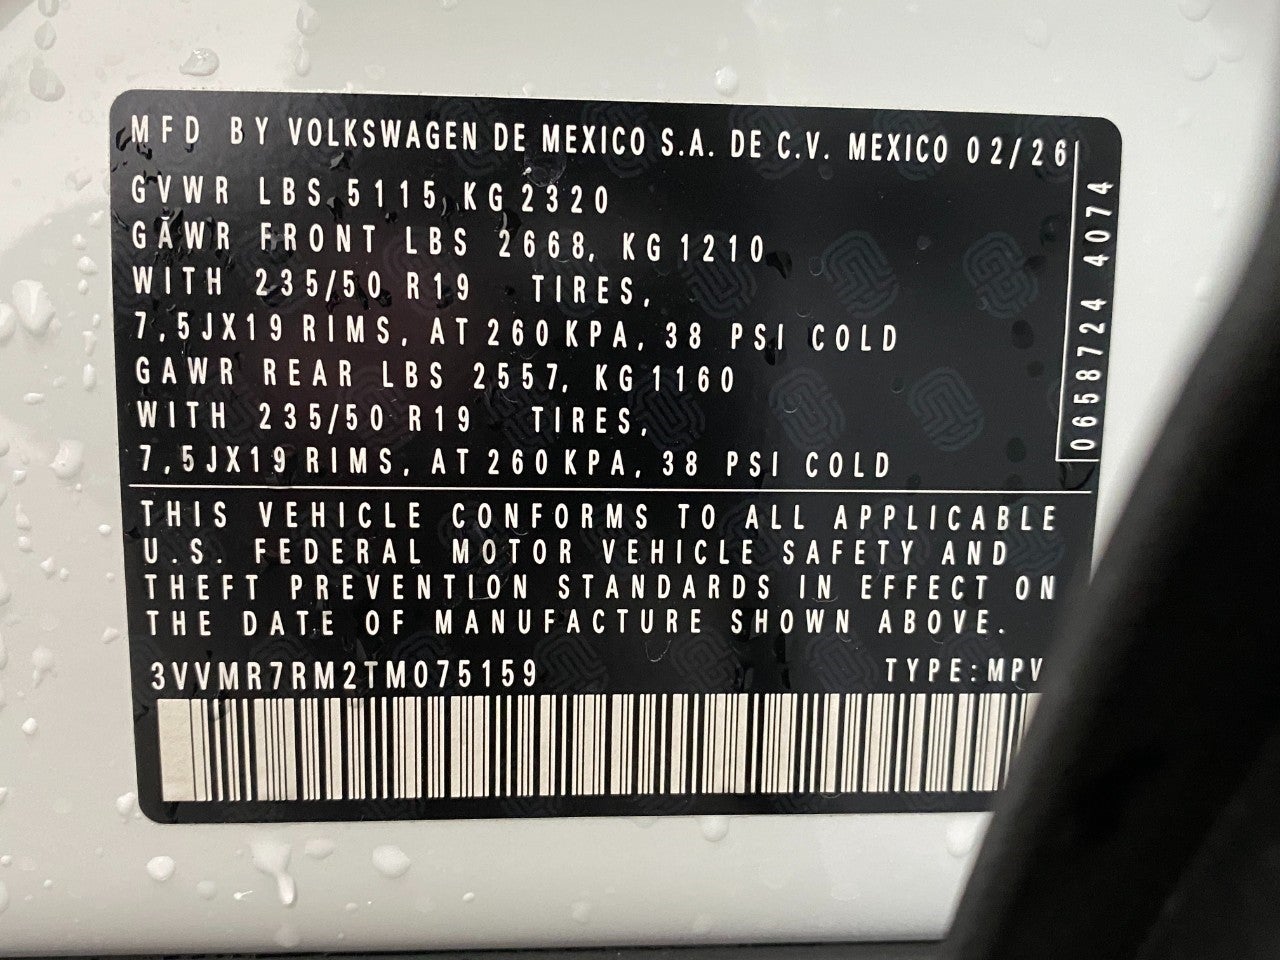 MFD BY VOLKSWAGEN DE MEXICO S.A. DE C.V. MEXICO 02/26
GVWR LBS 5115, KG 2320
GAWR FRONT LBS 2668, KG 1210
WITH 235/50 R19 TIRES,
7,5JX19 RIMS, AT 260 KPA, 38 PSI COLD
GAWR REAR LBS 2557, KG 1160
WITH 235/50 R19 TIRES,
7,5JX19 RIMS, AT 260 KPA, 38 PSI COLD
0658724 4074
THIS VEHICLE CONFORMS TO ALL APPLICABLE
U.S. FEDERAL MOTOR VEHICLE SAFETY AND
THEFT PREVENTION STANDARDS IN EFFECT ON
THE DATE OF MANUFACTURE SHOWN ABOVE.
3VVMR7RM2TM075159 TYPE:MPV